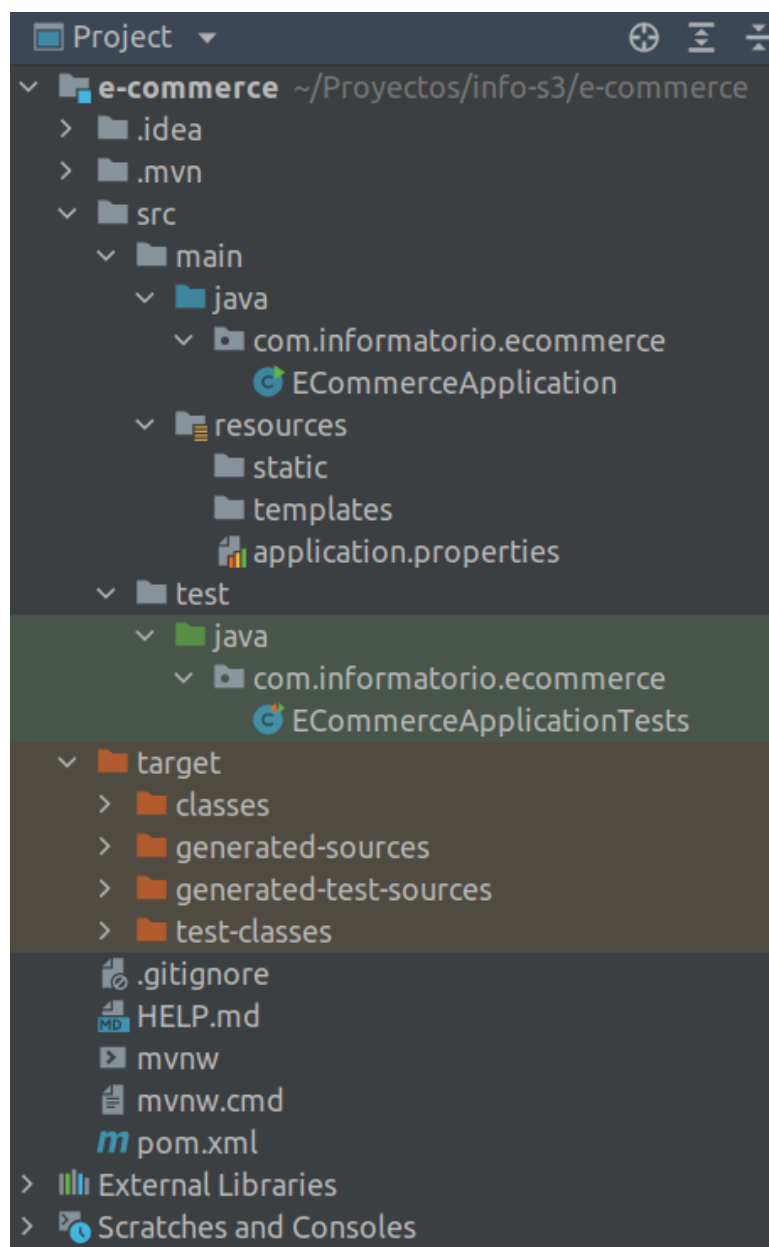 Project
e-commerce ~/Proyectos/info-s3/e-commerce
.idea
.mvn
src
main
java
com.informatorio.ecommerce
ECommerceApplication
resources
static
templates
application.properties
test
java
com.informatorio.ecommerce
ECommerceApplicationTests
target
classes
generated-sources
generated-test-sources
test-classes
.gitignore
HELP.md
mvnw
mvnw.cmd
pom.xml
External Libraries
Scratches and Consoles